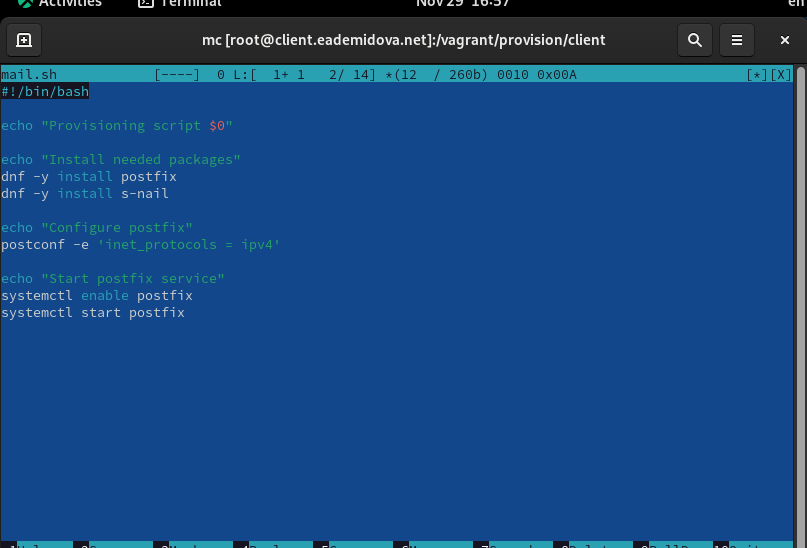 Activities Terminal Nov 29 16:57 en
mc [root@client.eademidova.net]:/vagrant/provision/client
mail.sh [----] 0 L:[ 1+ 1 2/ 14] *(12 / 260b) 0010 0x00A [*][X]
#!/bin/bash
echo "Provisioning script $0"
echo "Install needed packages"
dnf -y install postfix
dnf -y install s-nail
echo "Configure postfix"
postconf -e 'inet_protocols = ipv4'
echo "Start postfix service"
systemctl enable postfix
systemctl start postfix